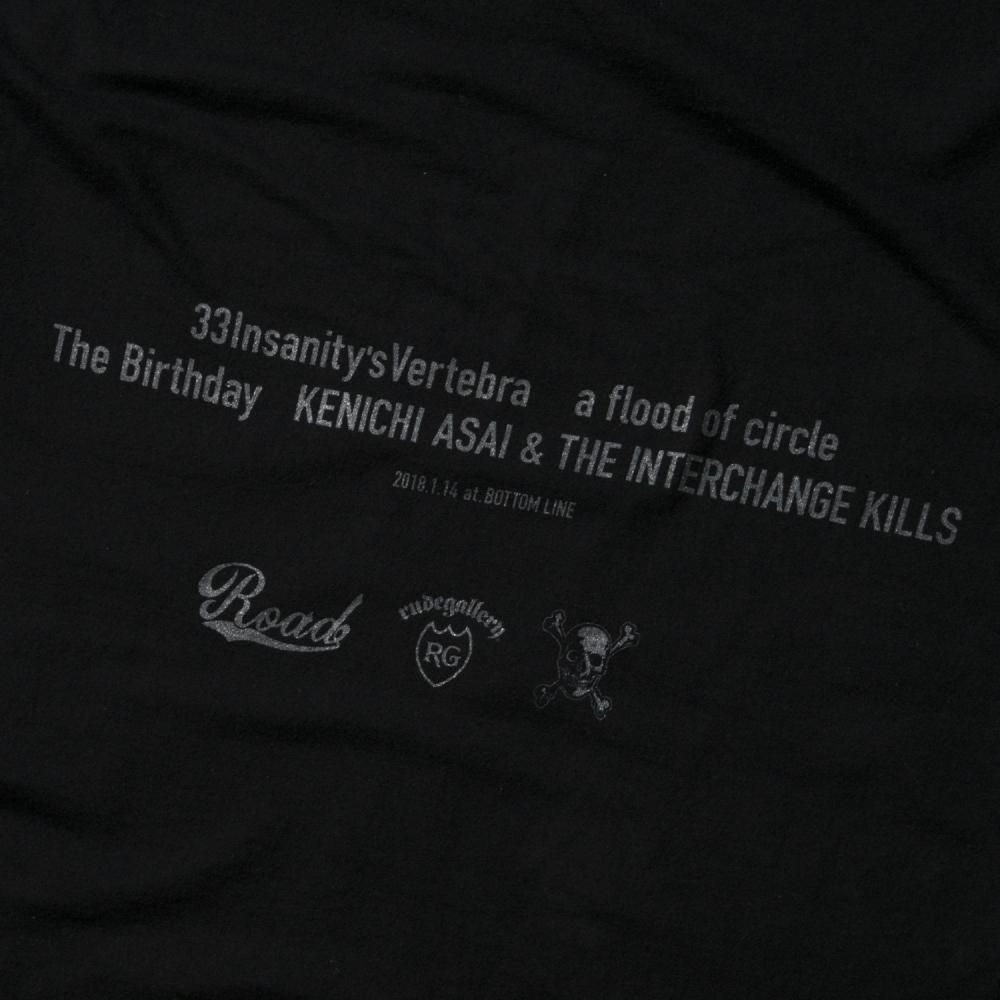 33Insanity'sVertebra a flood of circle
The Birthday KENICHI ASAI & THE INTERCHANGE KILLS
2018.1.14 at.BOTTOM LINE
Road
rudegallery
RG